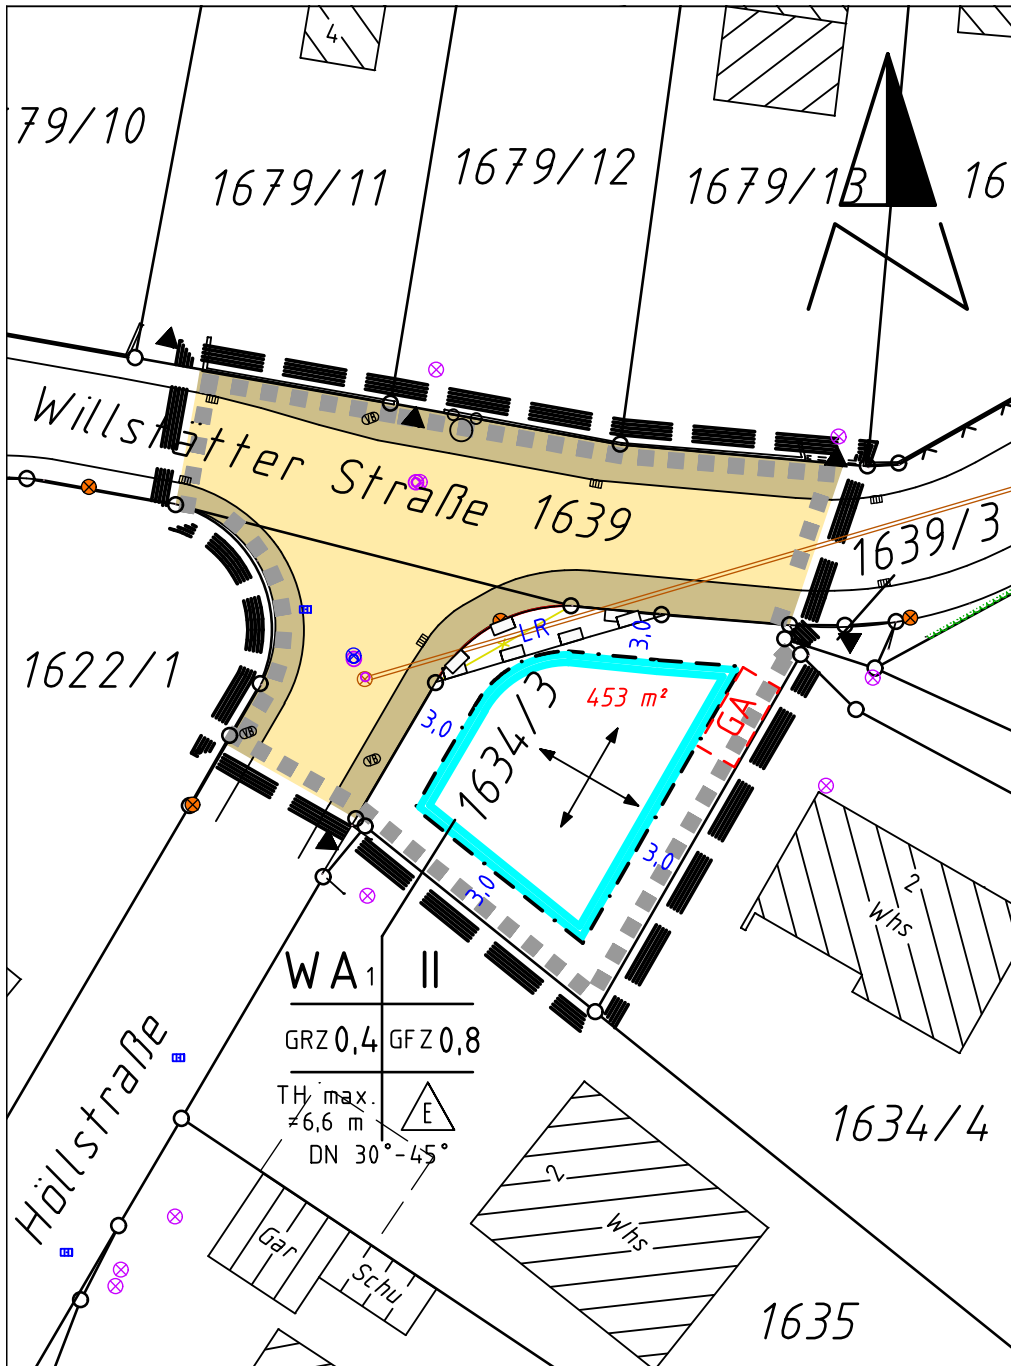 4
79/10
1679/11
1679/12
1679/13
16
Willstätter Straße 1639
1639/3
1622/1
LR
3,0
453 m²
GA
3,0
1634/3
3,0
3,0
2
Whs
WA1 II
GRZ 0,4 GFZ 0,8
TH max.
=6,6 m
E
DN 30°-45°
Höllstraße
1634/4
2
Whs
Gar
Schu
1635